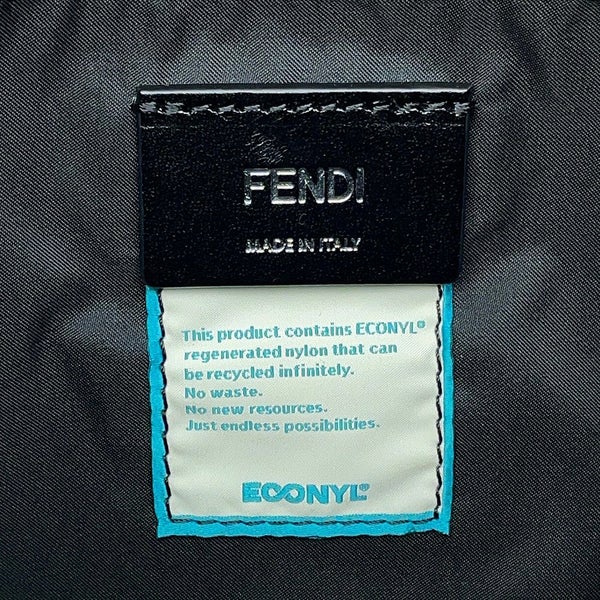 FENDI
MADE IN ITALY
This product contains ECONYL®
regenerated nylon that can
be recycled infinitely.
No waste.
No new resources.
Just endless possibilities.
ECONYL®